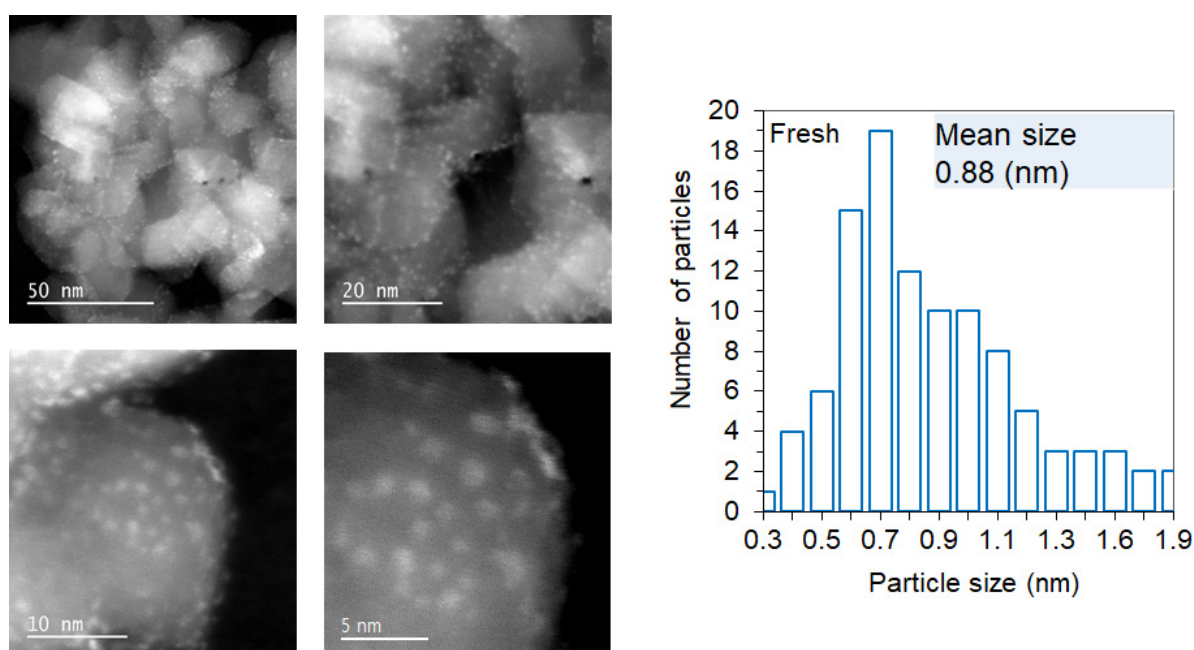 50 nm
20 nm
10 nm
5 nm
Fresh
Mean size
0.88 (nm)
Number of particles
20
18
16
14
12
10
8
6
4
2
0
0.3 0.5 0.7 0.9 1.1 1.3 1.6 1.9
Particle size (nm)